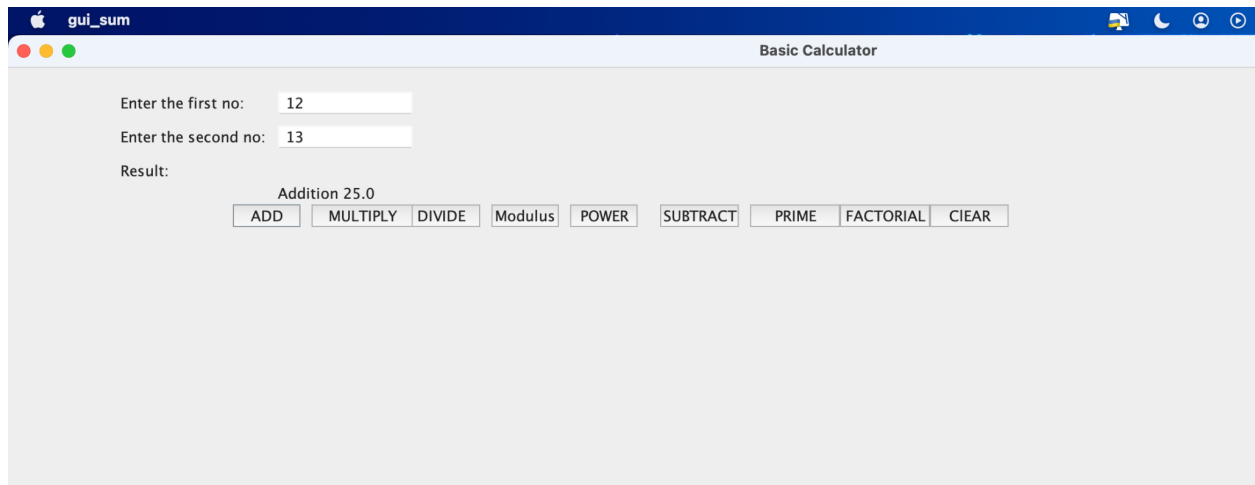 gui_sum
Basic Calculator
Enter the first no: 12
Enter the second no: 13
Result:
Addition 25.0
ADD MULTIPLY DIVIDE Modulus POWER SUBTRACT PRIME FACTORIAL ClEAR